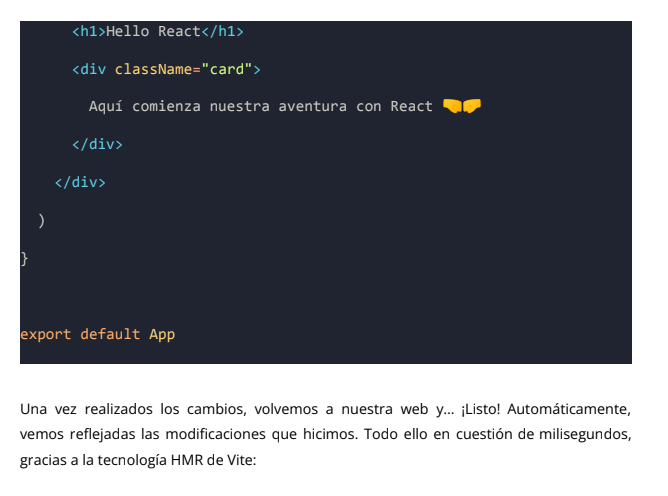 <h1>Hello React</h1>
<div className="card">
Aquí comienza nuestra aventura con React 🤜🤛
</div>
</div>
)
}
export default App
Una vez realizados los cambios, volvemos a nuestra web y... ¡Listo! Automáticamente,
vemos reflejadas las modificaciones que hicimos. Todo ello en cuestión de milisegundos,
gracias a la tecnología HMR de Vite: